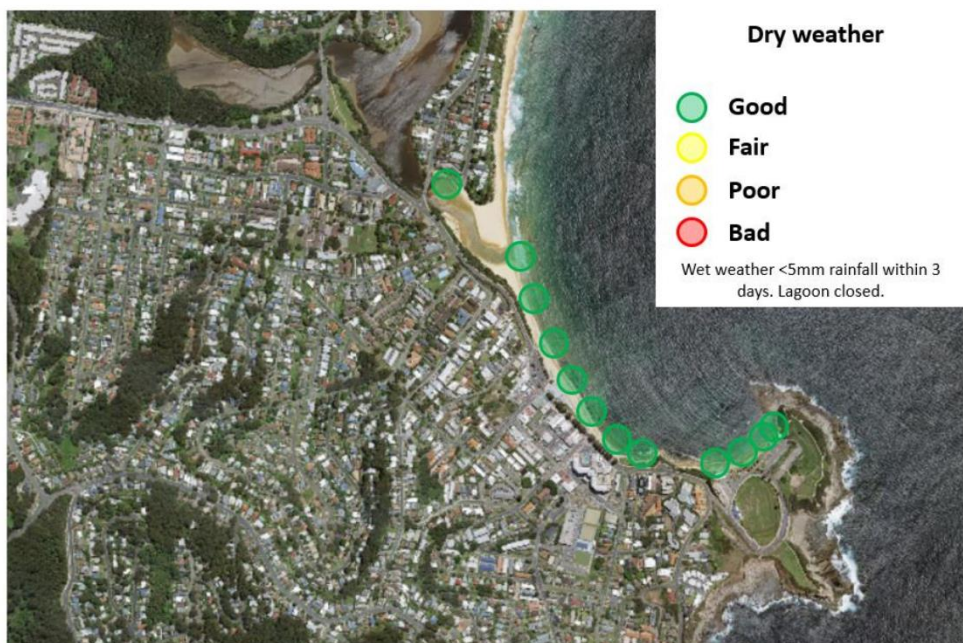 Dry weather
Good
Fair
Poor
Bad
Wet weather <5mm rainfall within 3
days. Lagoon closed.